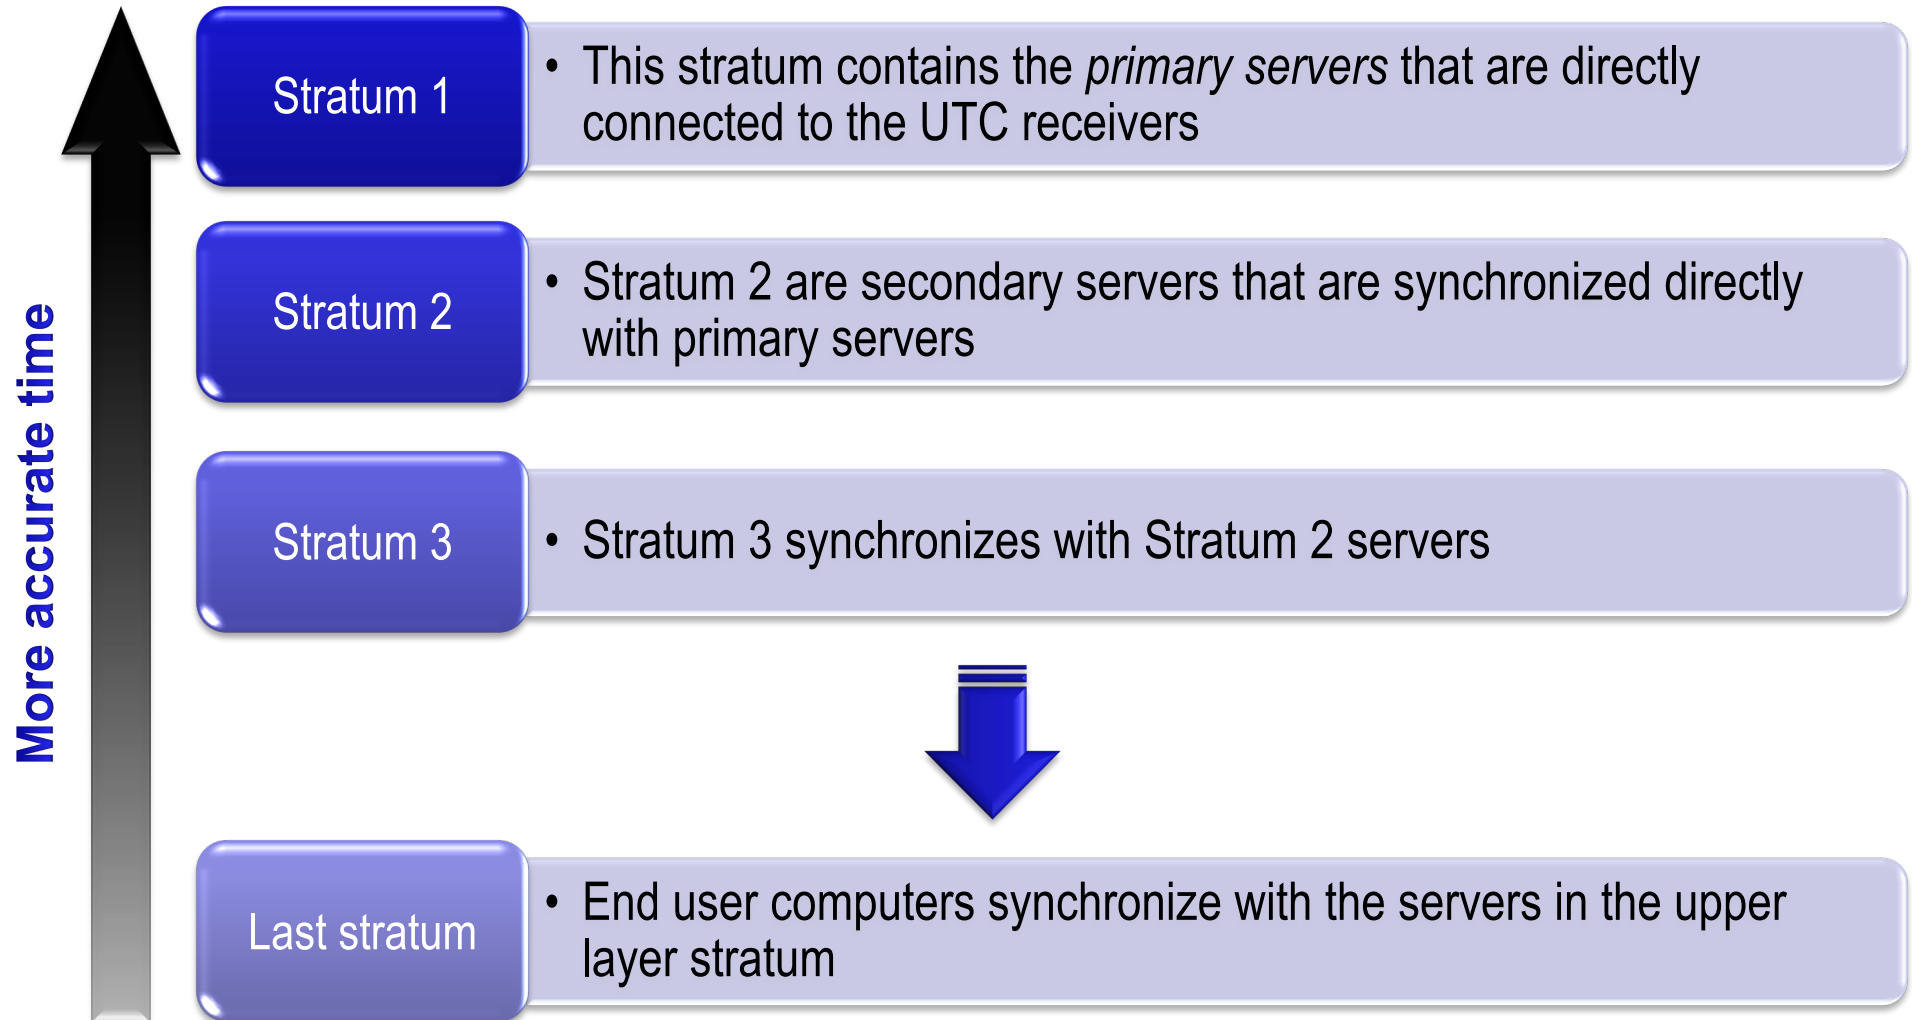 More accurate time
Stratum 1
• This stratum contains the primary servers that are directly
connected to the UTC receivers
Stratum 2
• Stratum 2 are secondary servers that are synchronized directly
with primary servers
Stratum 3
• Stratum 3 synchronizes with Stratum 2 servers
Last stratum
• End user computers synchronize with the servers in the upper
layer stratum